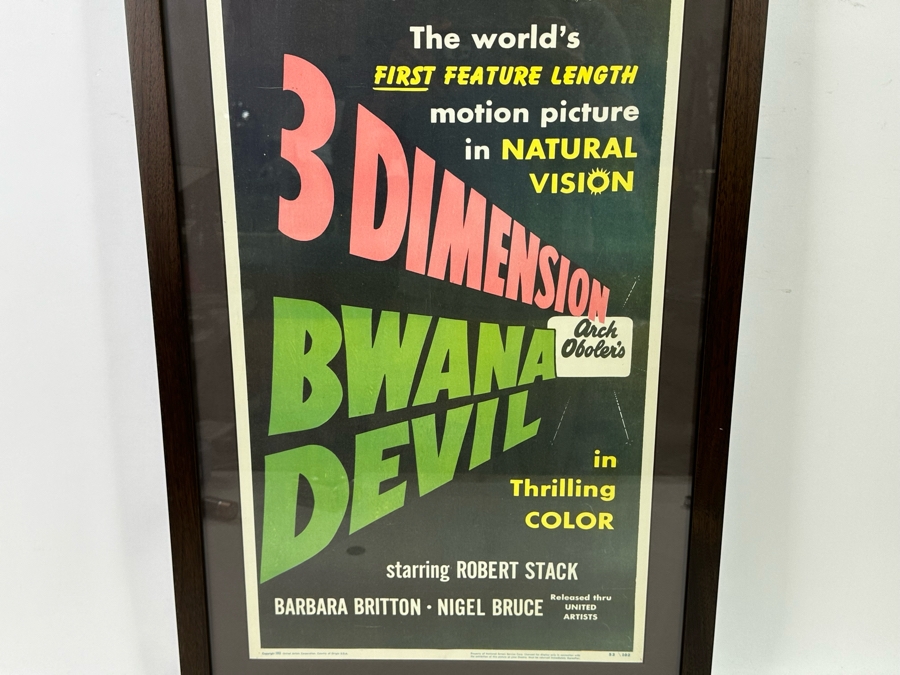 The world's
FIRST FEATURE LENGTH
motion picture
in NATURAL
VISION
3 DIMENSION
Arch
Oboler's
BWANA
DEVIL
in
Thrilling
COLOR
starring ROBERT STACK
BARBARA BRITTON · NIGEL BRUCE
Released thru
UNITED
ARTISTS